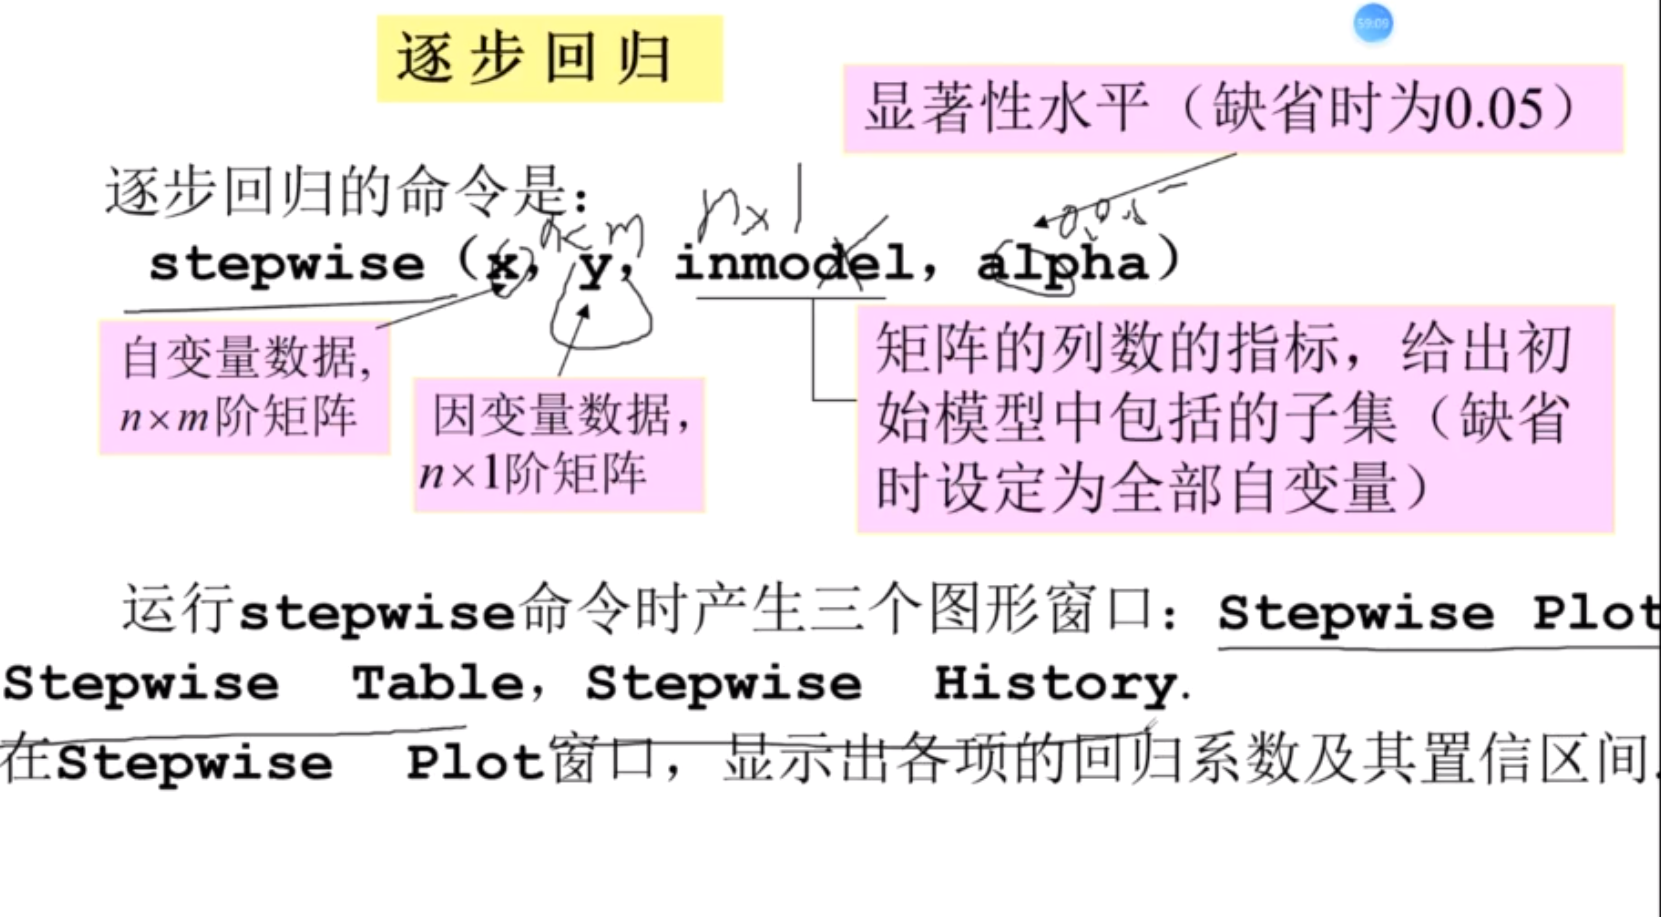 59:09
逐步回归
显著性水平（缺省时为0.05）
逐步回归的命令是：
n×1
stepwise（x，y，inmodel，alpha）
自变量数据，
n×m阶矩阵
因变量数据，
n×1阶矩阵
矩阵的列数的指标，给出初
始模型中包括的子集（缺省
时设定为全部自变量）
运行stepwise命令时产生三个图形窗口：Stepwise Plot
Stepwise Table，Stepwise History.
在Stepwise Plot窗口，显示出各项的回归系数及其置信区间.